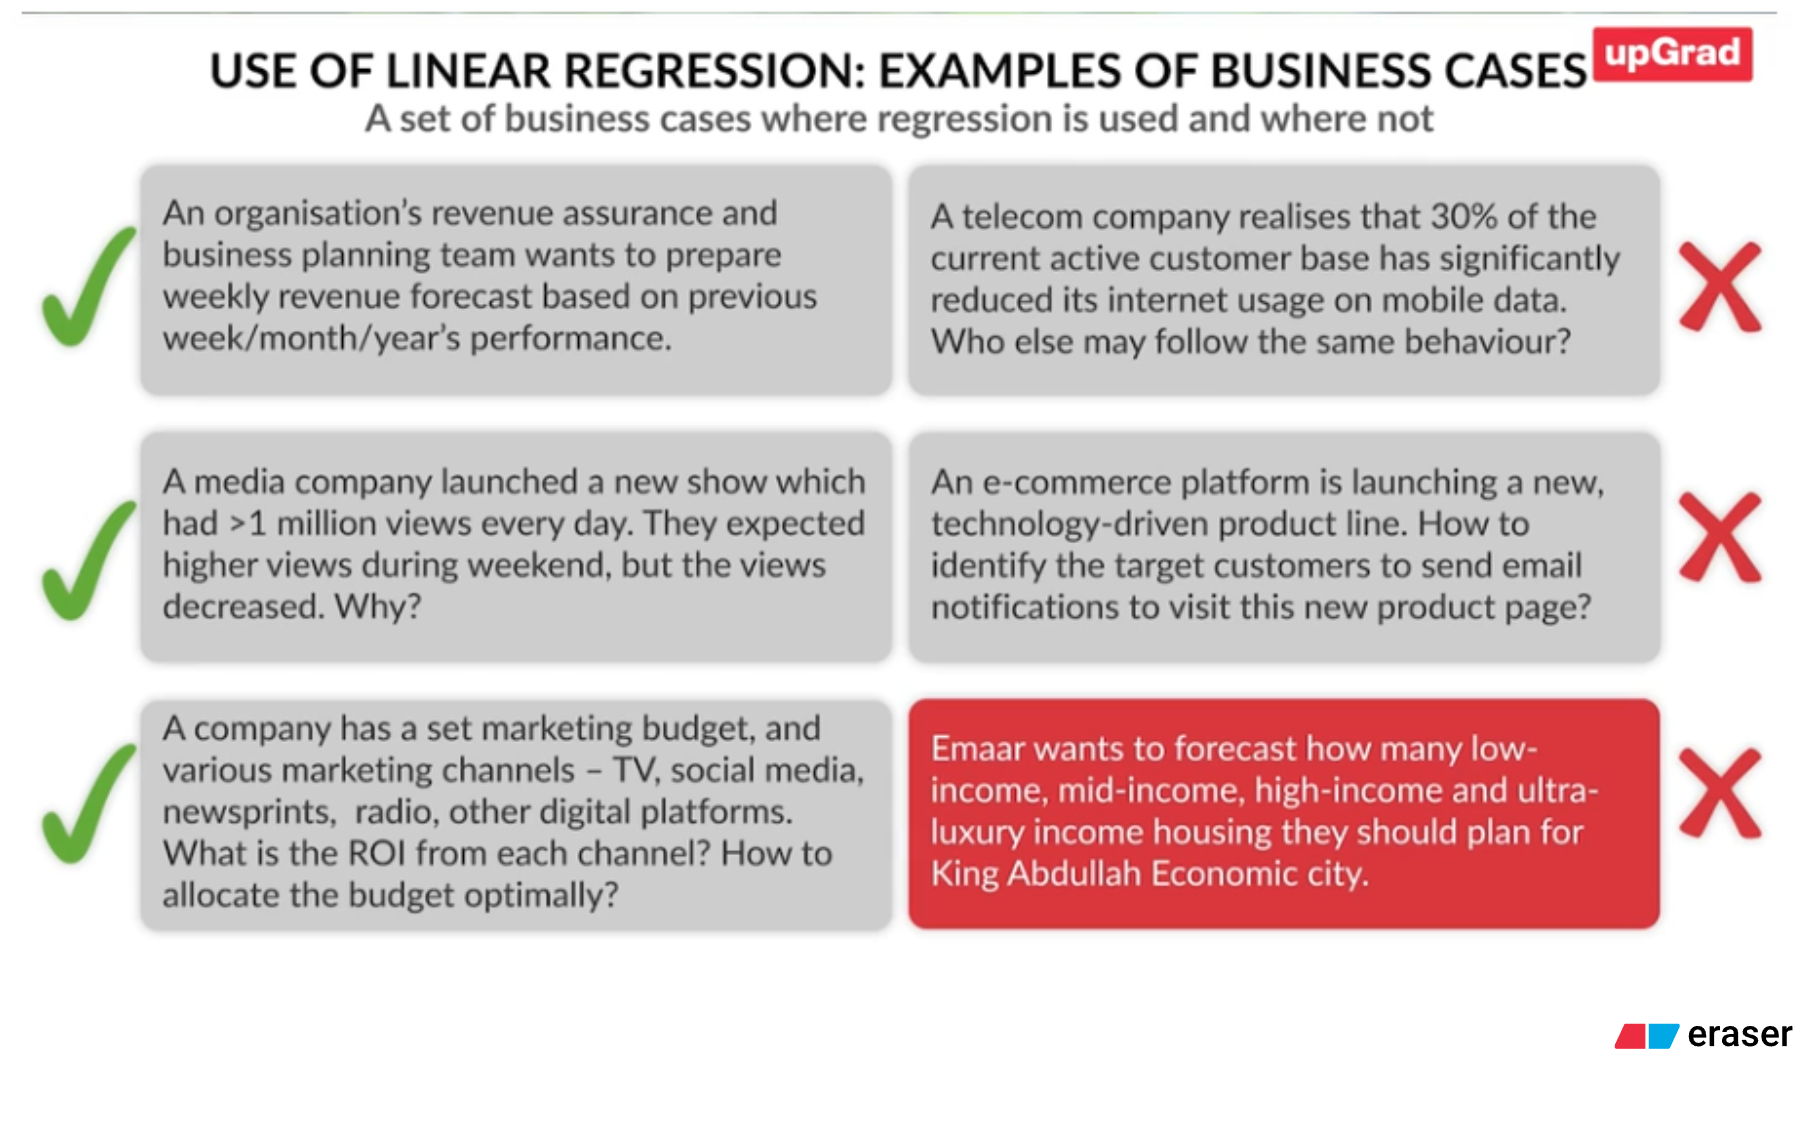 USE OF LINEAR REGRESSION: EXAMPLES OF BUSINESS CASES
upGrad
A set of business cases where regression is used and where not
An organisation's revenue assurance and
business planning team wants to prepare
weekly revenue forecast based on previous
week/month/year's performance.
A telecom company realises that 30% of the
current active customer base has significantly
reduced its internet usage on mobile data.
Who else may follow the same behaviour?
A media company launched a new show which
had >1 million views every day. They expected
higher views during weekend, but the views
decreased. Why?
An e-commerce platform is launching a new,
technology-driven product line. How to
identify the target customers to send email
notifications to visit this new product page?
A company has a set marketing budget, and
various marketing channels – TV, social media,
newsprints, radio, other digital platforms.
What is the ROI from each channel? How to
allocate the budget optimally?
Emaar wants to forecast how many low-
income, mid-income, high-income and ultra-
luxury income housing they should plan for
King Abdullah Economic city.
eraser